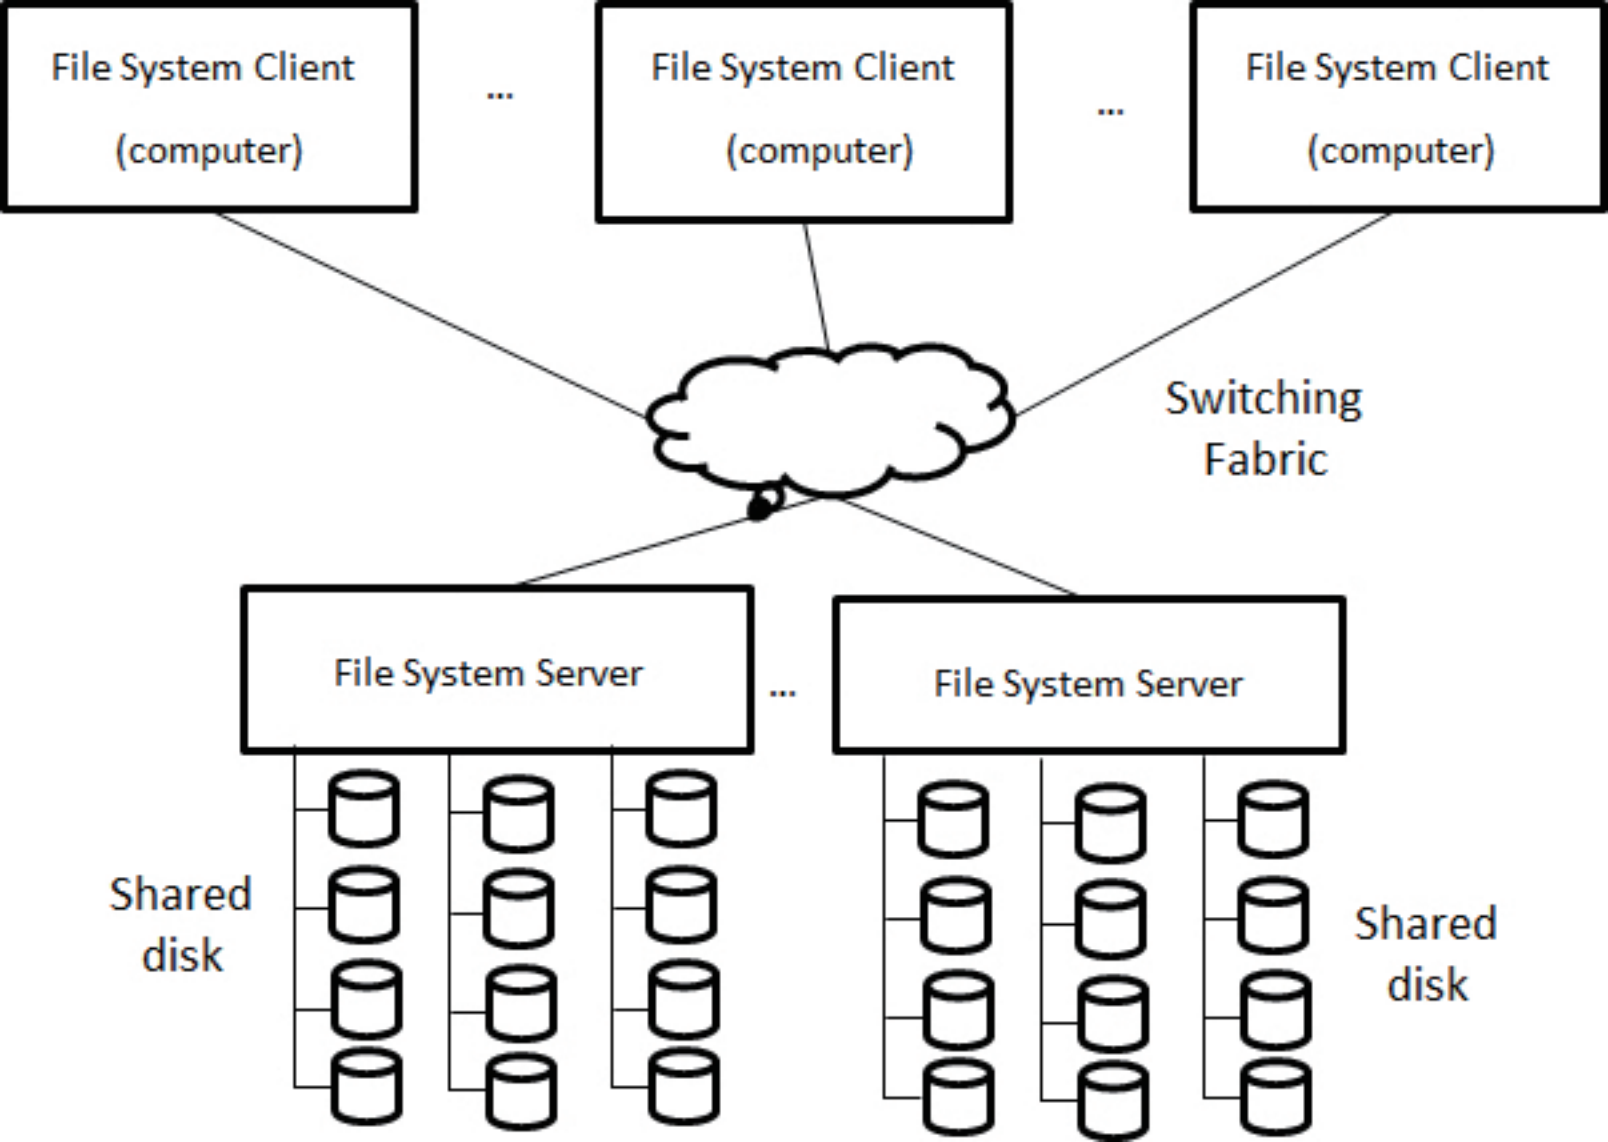 File System Client
(computer)
...
File System Client
(computer)
...
File System Client
(computer)
Switching
Fabric
File System Server
...
File System Server
Shared
disk
Shared
disk